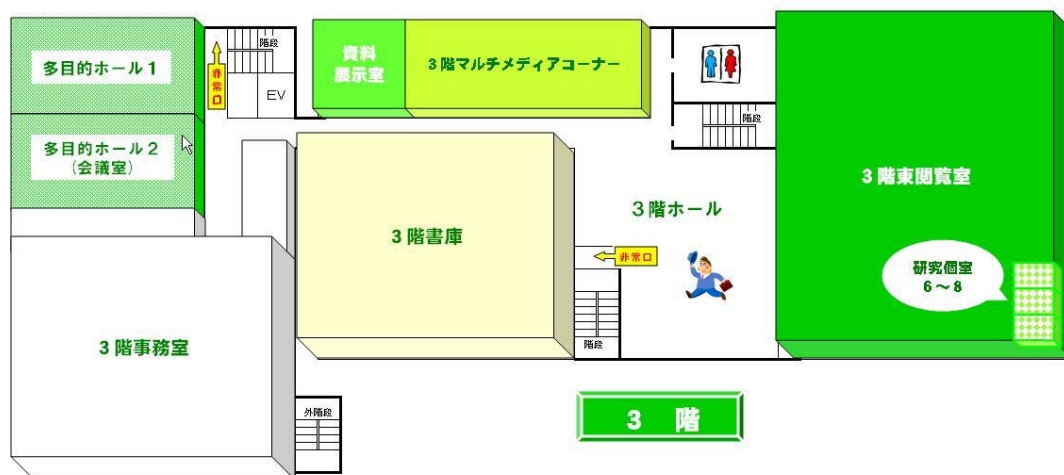 多目的ホール1
非常口
階段
EV
資料
展示室
3階マルチメディアコーナー
階段
多目的ホール2
(会議室)
3階東閲覧室
3階ホール
3階書庫
非常口
研究個室
6～8
3階事務室
階段
外階段
3 階